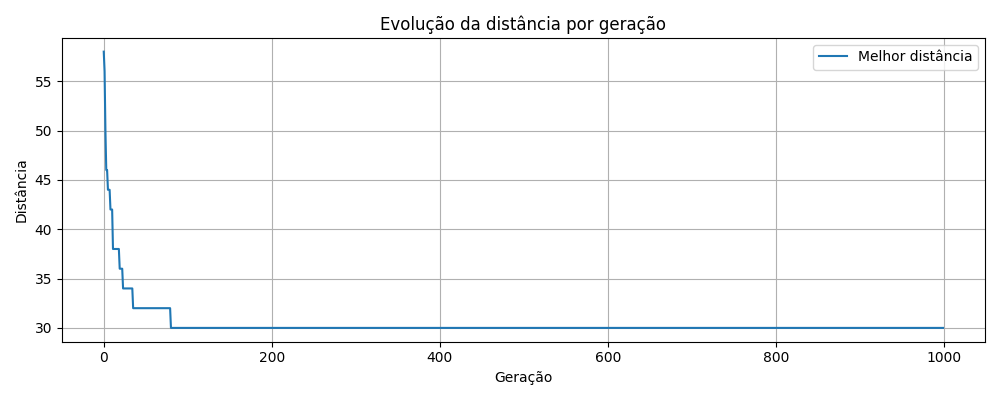 Evolução da distância por geração
Melhor distância
Distância
55
50
45
40
35
30
0 200 400 600 800 1000
Geração